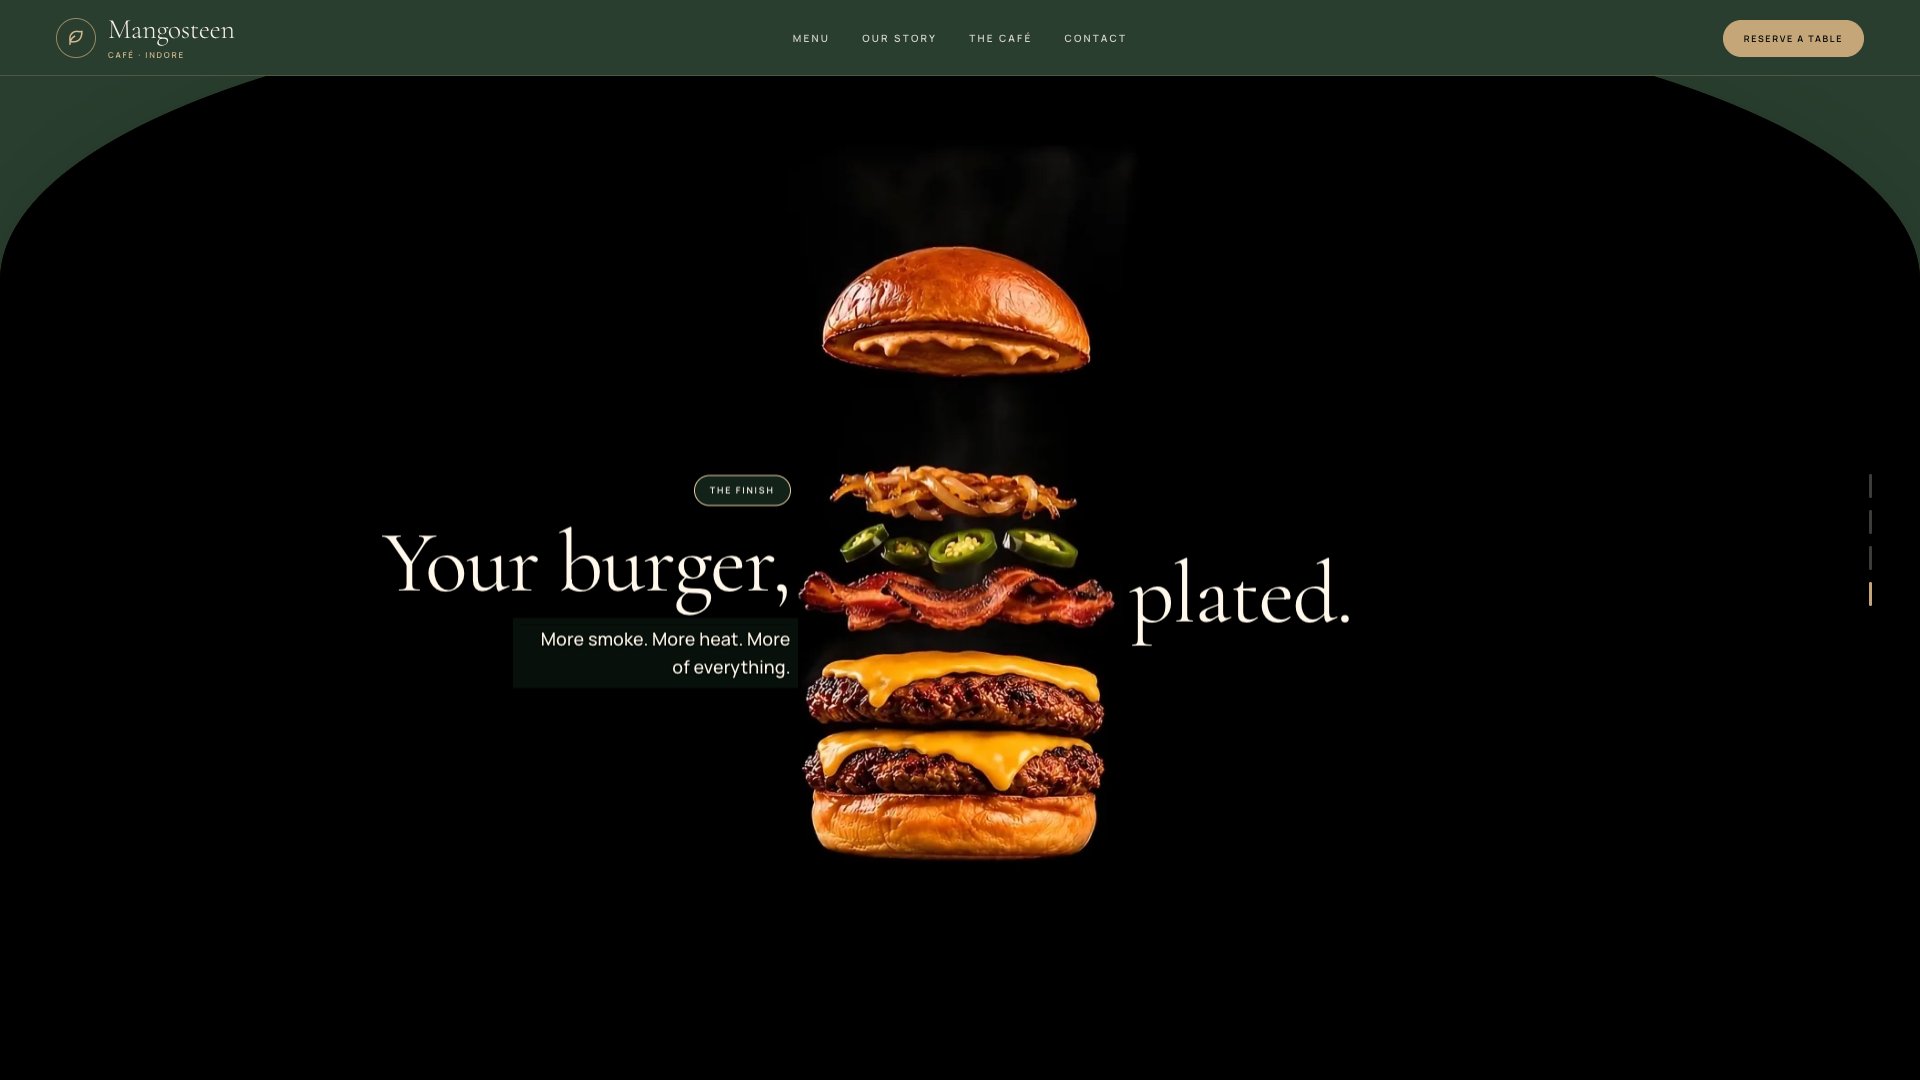 Mangosteen
CAFÉ · INDORE
MENU
OUR STORY
THE CAFÉ
CONTACT
RESERVE A TABLE
THE FINISH
Your burger,
plated.
More smoke. More heat. More
of everything.